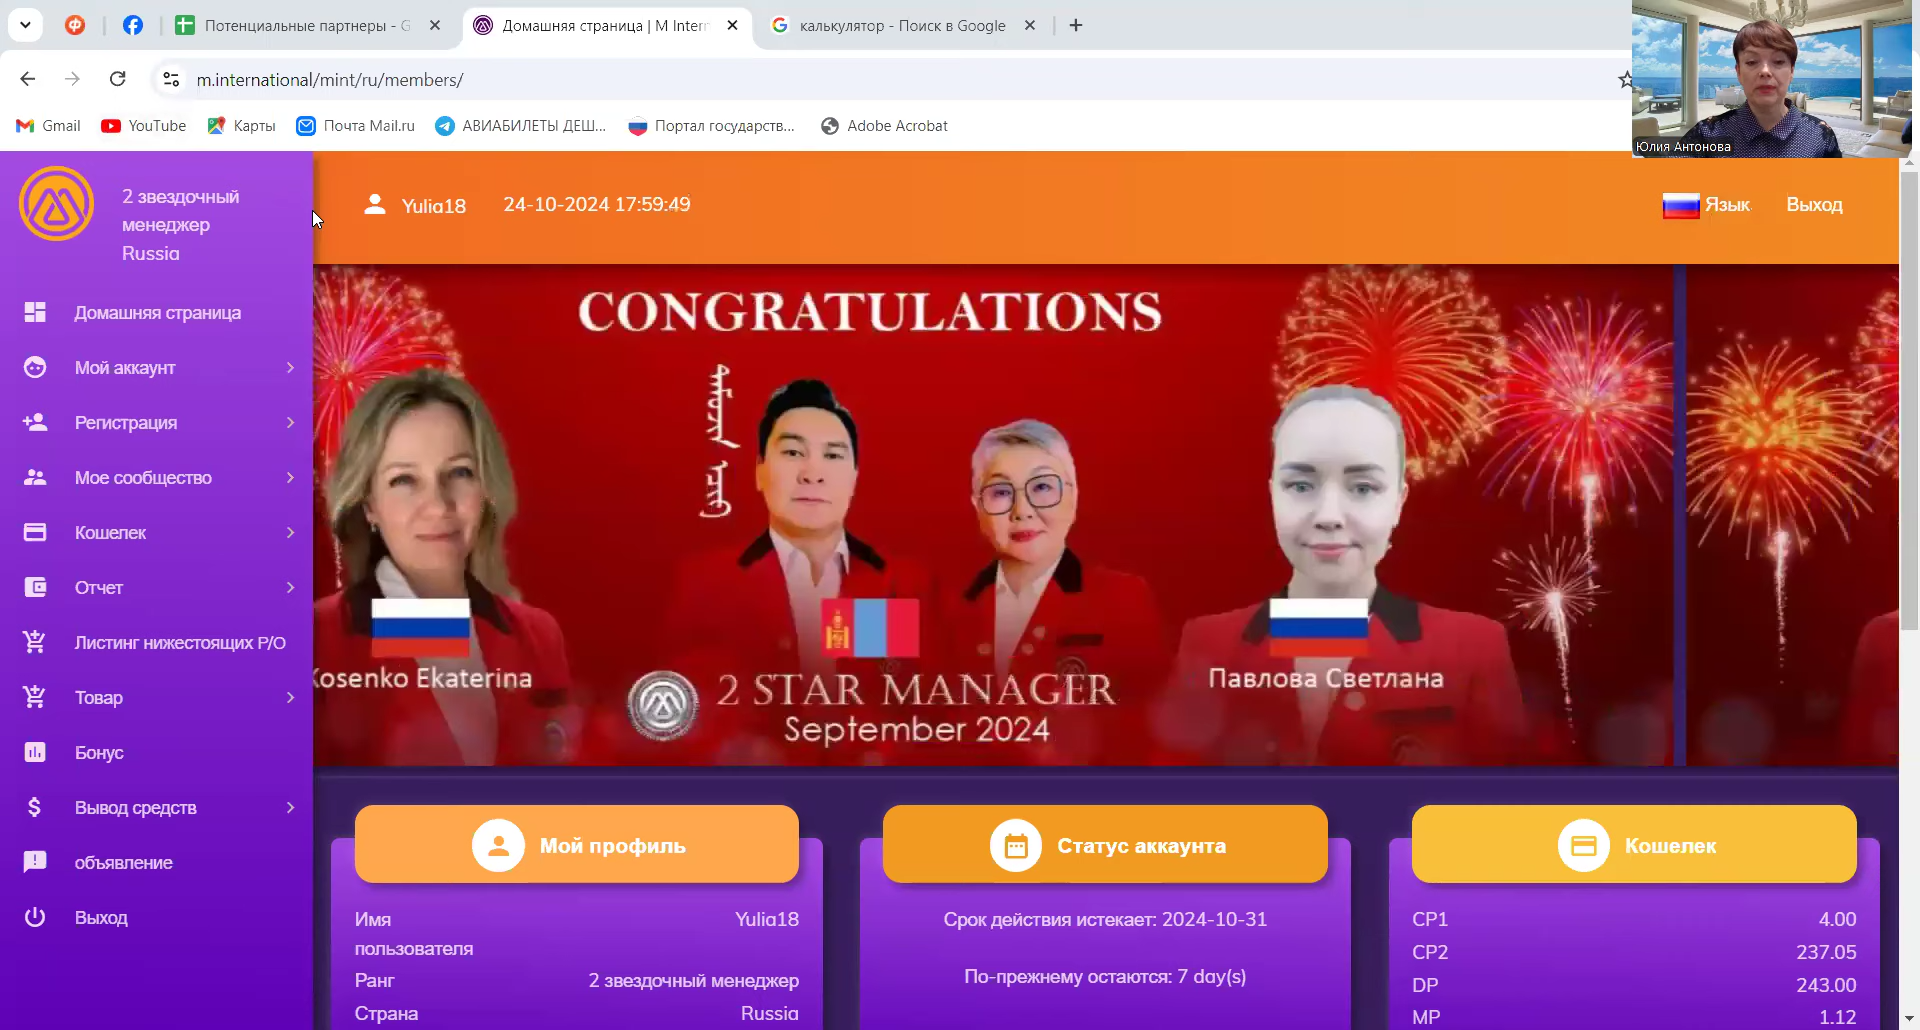 Потенциальные партнеры - G
Домашняя страница | M Intern
калькулятор - Поиск в Google
m.international/mint/ru/members/
Gmail
YouTube
Карты
Почта Mail.ru
АВИАБИЛЕТЫ ДЕШ...
Портал государств...
Adobe Acrobat
Юлия Антонова
2 звездочный
менеджер
Russia
Yulia18
24-10-2024 17:59:49
Язык
Выход
Домашняя страница
Мой аккаунт
Регистрация
Мое сообщество
Кошелек
Отчет
Листинг нижестоящих P/O
Товар
Бонус
Вывод средств
объявление
Выход
CONGRATULATIONS
Kosenko Ekaterina
2 STAR MANAGER
September 2024
Павлова Светлана
Мой профиль
Имя пользователя Yulia18
Ранг 2 звездочный менеджер
Страна Russia
Статус аккаунта
Срок действия истекает: 2024-10-31
По-прежнему остаются: 7 day(s)
Кошелек
CP1 4.00
CP2 237.05
DP 243.00
MP 1.12